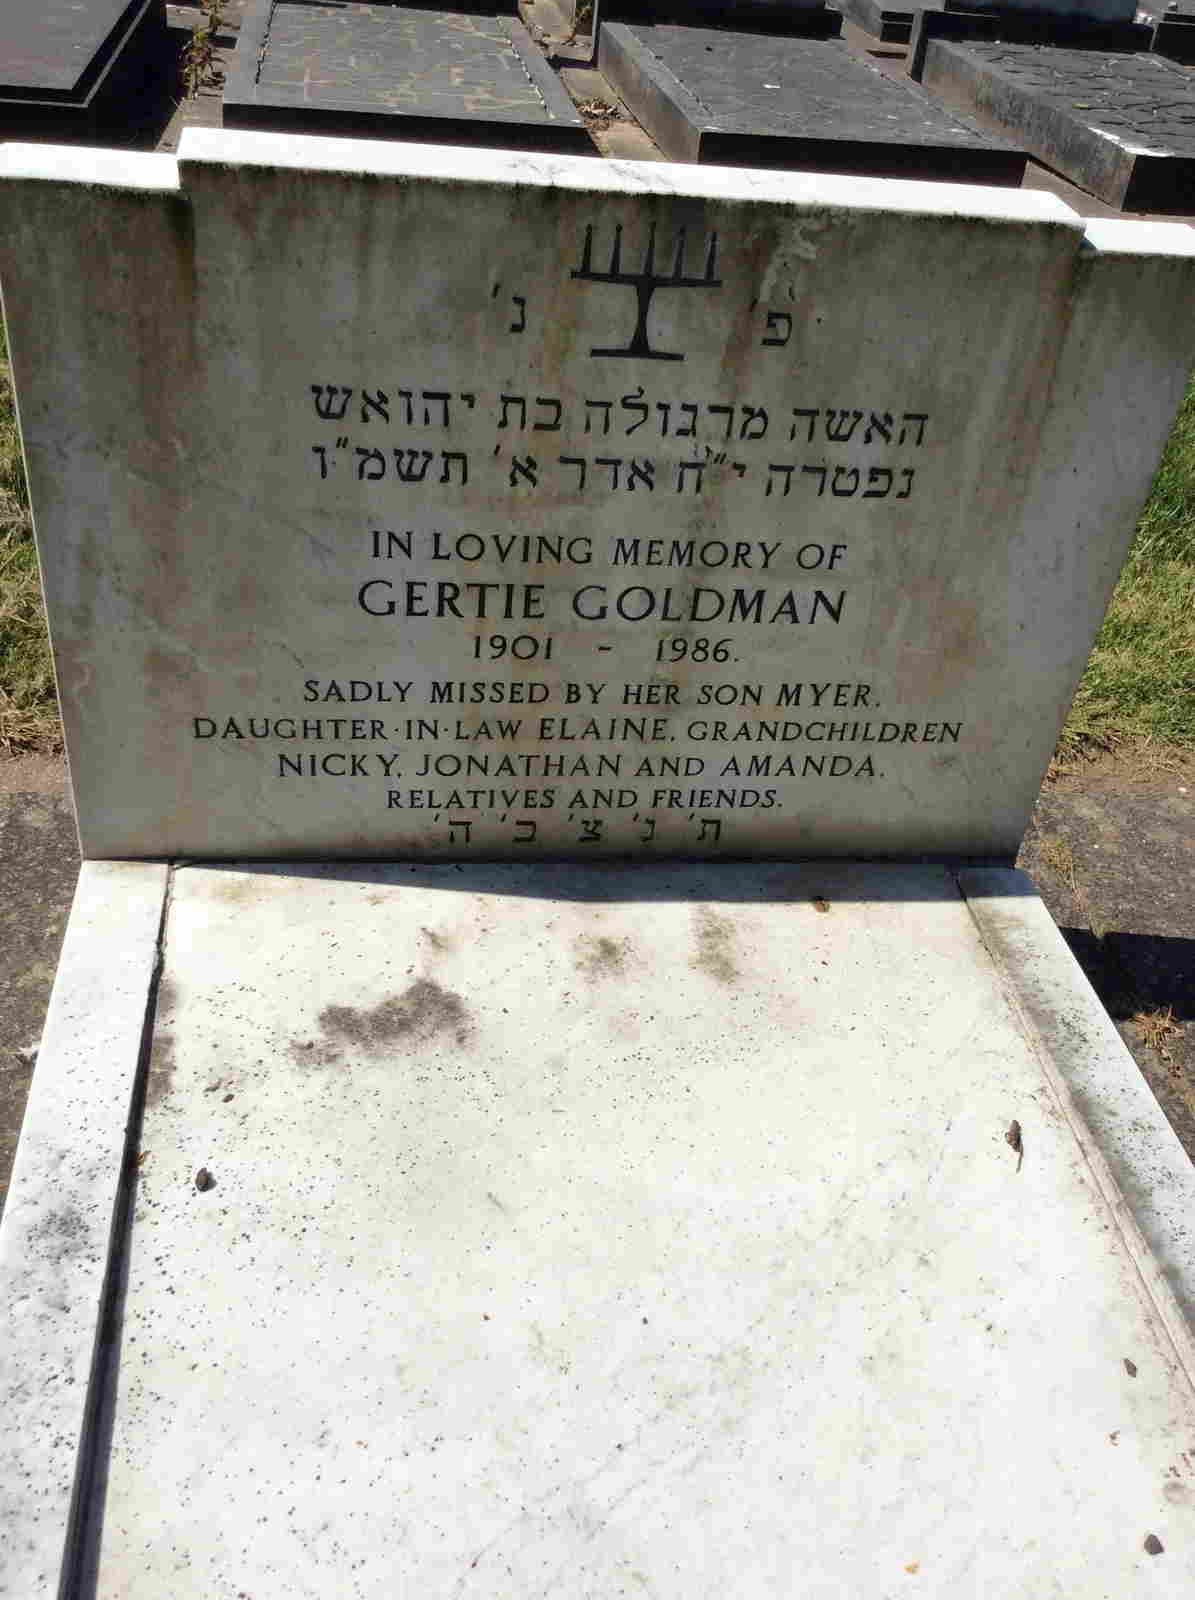 פ' נ'
האשה מרגולה בת יהואש
נפטרה י"ח אדר א' תשמ"ו
IN LOVING MEMORY OF
GERTIE GOLDMAN
1901 - 1986.
SADLY MISSED BY HER SON MYER,
DAUGHTER·IN·LAW ELAINE, GRANDCHILDREN
NICKY, JONATHAN AND AMANDA,
RELATIVES AND FRIENDS.
ת' נ' צ' ב' ה'